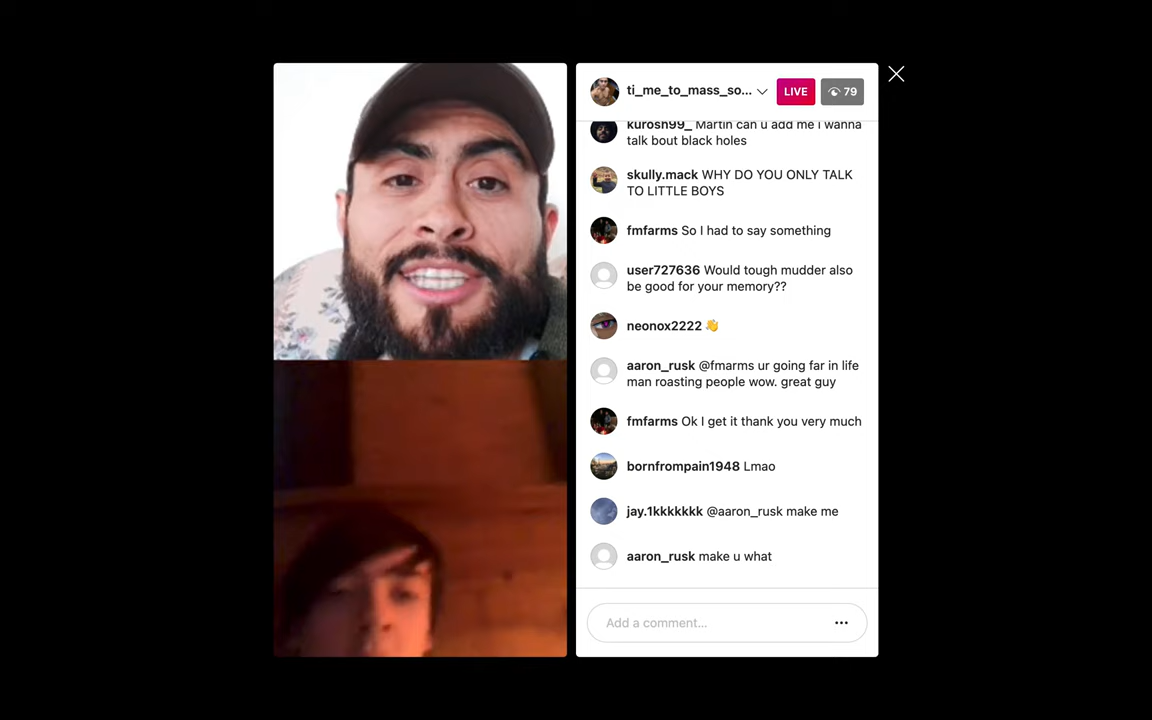 ti_me_to_mass_so...
LIVE
79
kurosh99_ Martin can u add me i wanna
talk bout black holes
skully.mack WHY DO YOU ONLY TALK
TO LITTLE BOYS
fmfarms So I had to say something
user727636 Would tough mudder also
be good for your memory??
neonox2222 👋
aaron_rusk @fmarms ur going far in life
man roasting people wow. great guy
fmfarms Ok I get it thank you very much
bornfrompain1948 Lmao
jay.1kkkkkkk @aaron_rusk make me
aaron_rusk make u what
Add a comment...